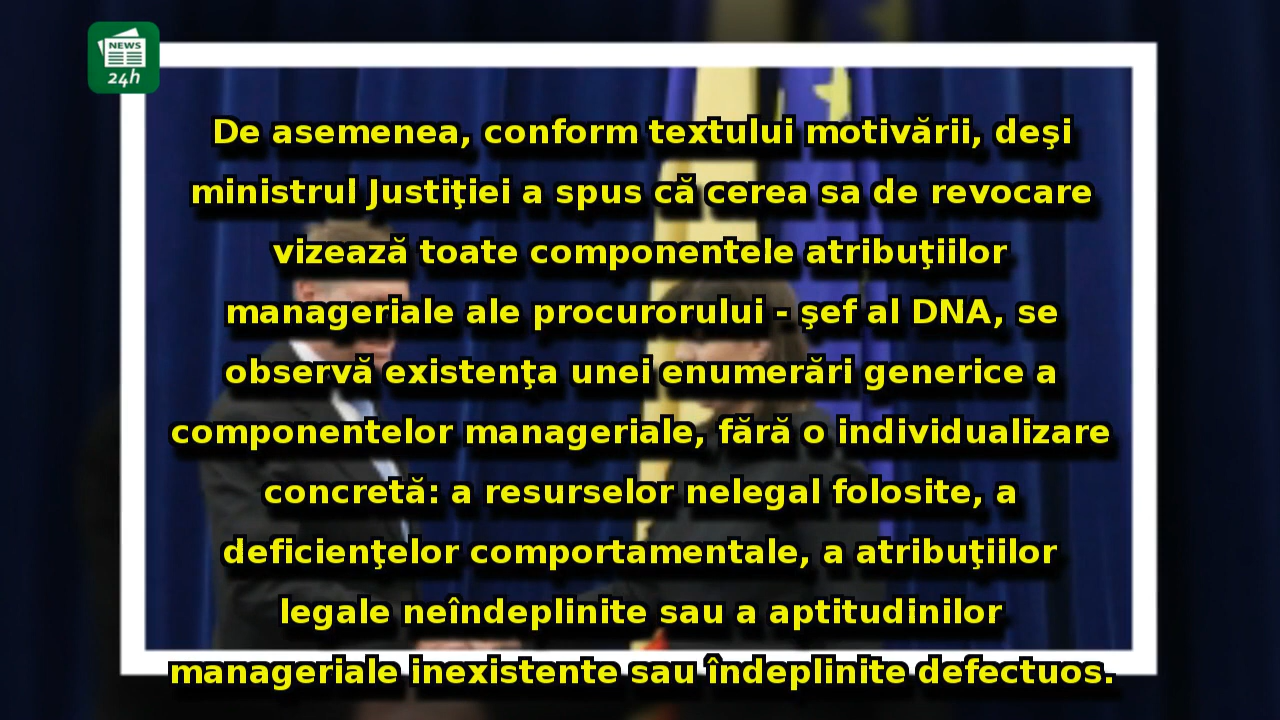 NEWS
24h
De asemenea, conform textului motivării, deşi
ministrul Justiţiei a spus că cerea sa de revocare
vizează toate componentele atribuţiilor
manageriale ale procurorului - şef al DNA, se
observă existenţa unei enumerări generice a
componentelor manageriale, fără o individualizare
concretă: a resurselor nelegal folosite, a
deficienţelor comportamentale, a atribuţiilor
legale neîndeplinite sau a aptitudinilor
manageriale inexistente sau îndeplinite defectuos.